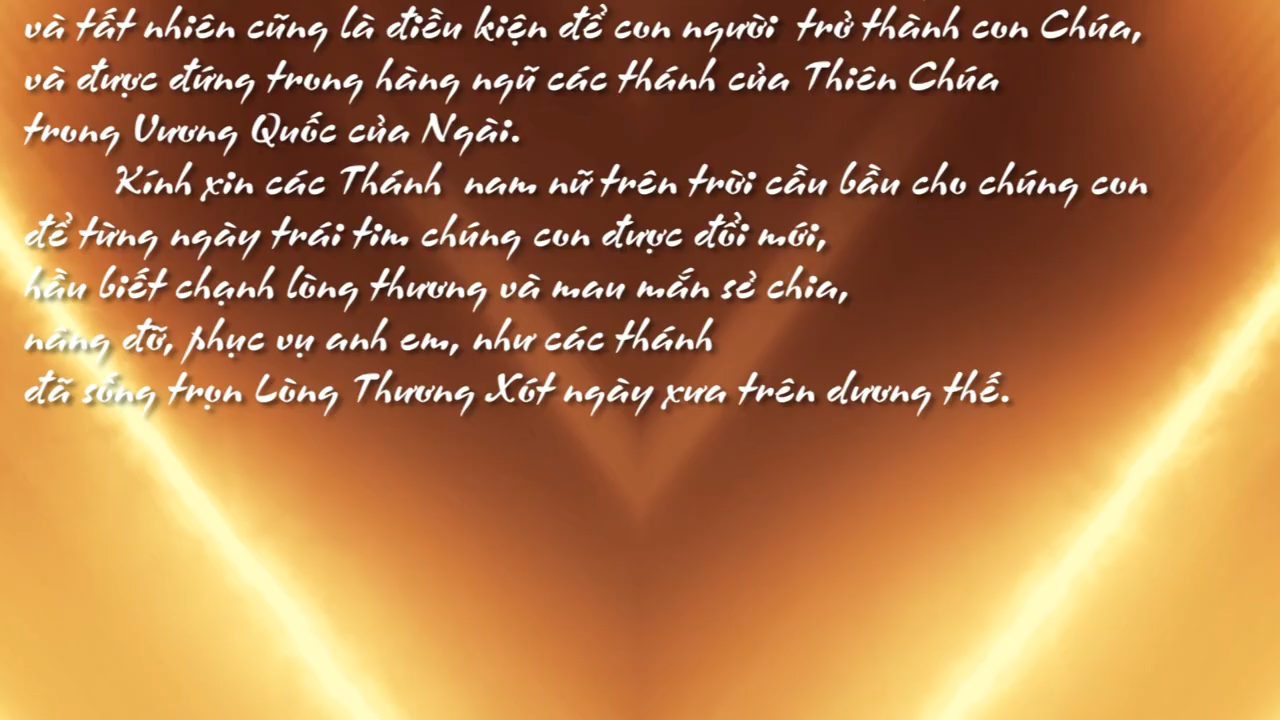 và tất nhiên cũng là điều kiện để con người trở thành con Chúa,
và được đứng trong hàng ngũ các thánh của Thiên Chúa
trong Vương Quốc của Ngài.
Kính xin các Thánh nam nữ trên trời cầu bầu cho chúng con
để từng ngày trái tim chúng con được đổi mới,
hầu biết chạnh lòng thương và mau mắn sẻ chia,
nâng đỡ, phục vụ anh em, như các thánh
đã sống trọn Lòng Thương Xót ngày xưa trên dương thế.